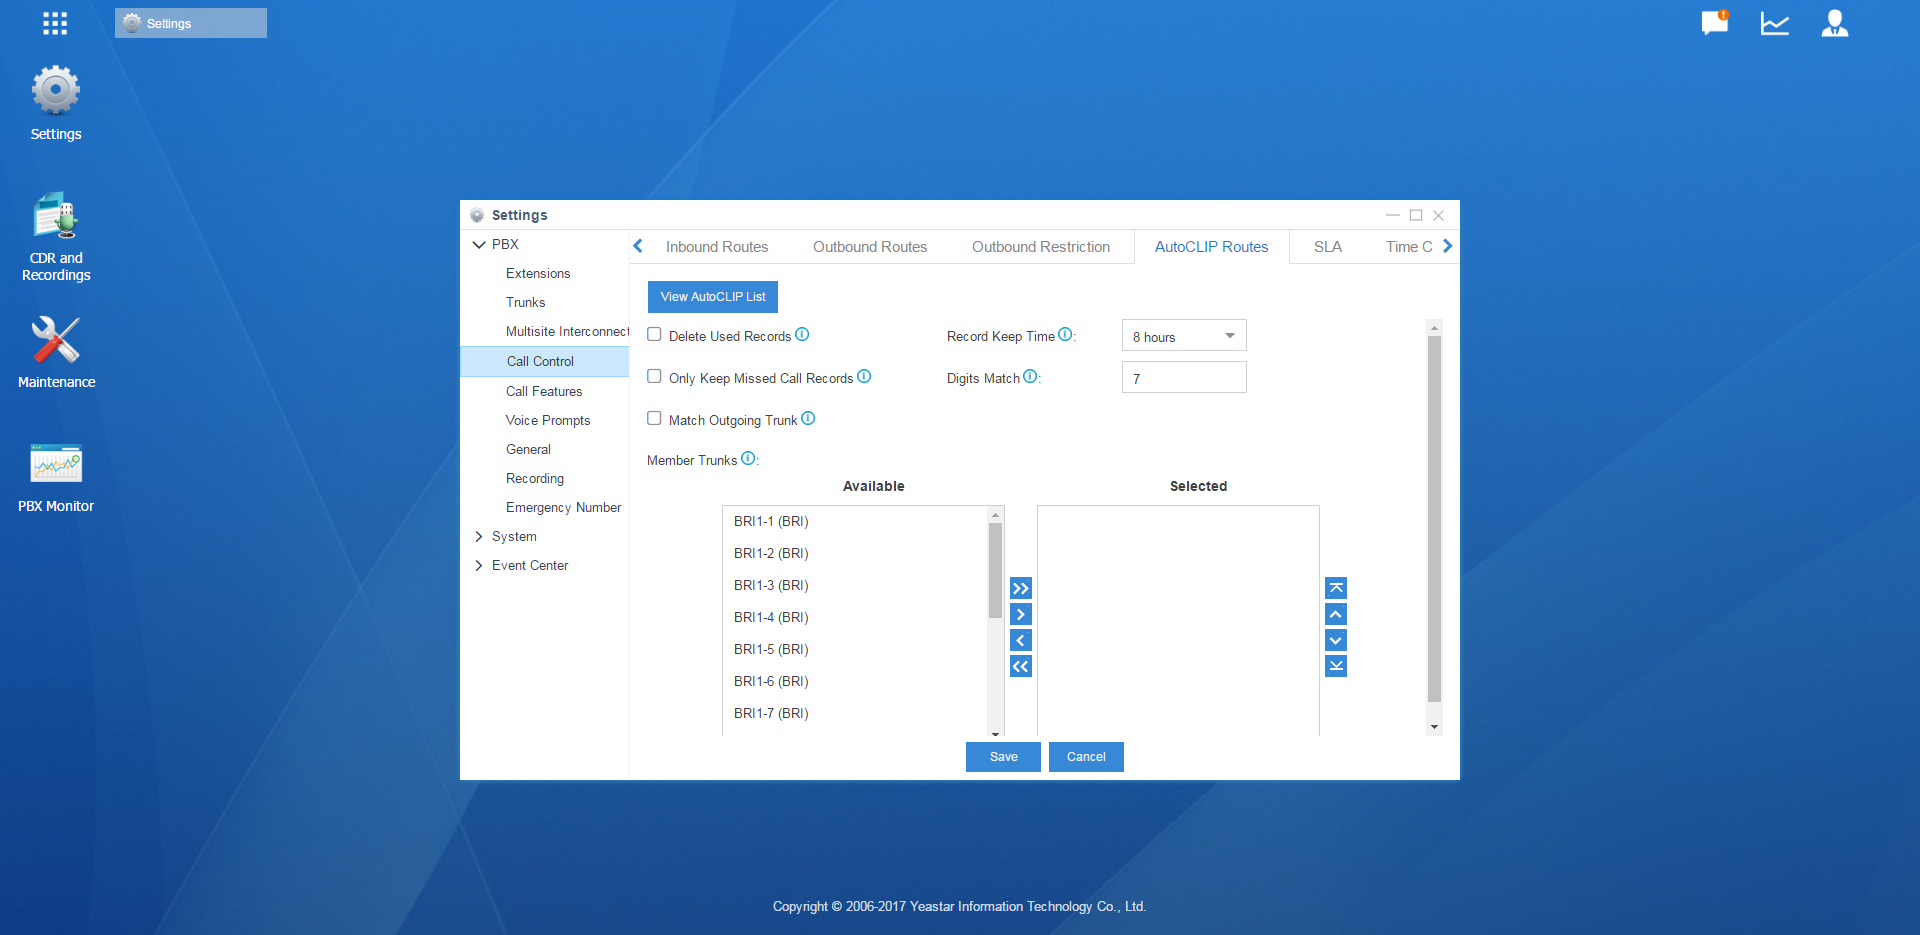 Settings
Settings
CDR and
Recordings
Maintenance
PBX Monitor
Settings
PBX
Extensions
Trunks
Multisite Interconnect
Call Control
Call Features
Voice Prompts
General
Recording
Emergency Number
System
Event Center
Inbound Routes
Outbound Routes
Outbound Restriction
AutoCLIP Routes
SLA
Time C
View AutoCLIP List
Delete Used Records
Record Keep Time :
8 hours
Only Keep Missed Call Records
Digits Match :
7
Match Outgoing Trunk
Member Trunks :
Available
Selected
BRI1-1 (BRI)
BRI1-2 (BRI)
BRI1-3 (BRI)
BRI1-4 (BRI)
BRI1-5 (BRI)
BRI1-6 (BRI)
BRI1-7 (BRI)
Save
Cancel
Copyright © 2006-2017 Yeastar Information Technology Co., Ltd.